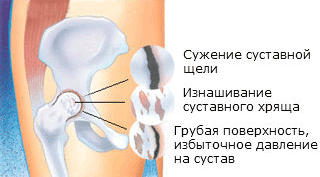 Сужение суставной
щели
Изнашивание
суставного хряща
Грубая поверхность,
избыточное давление
на сустав